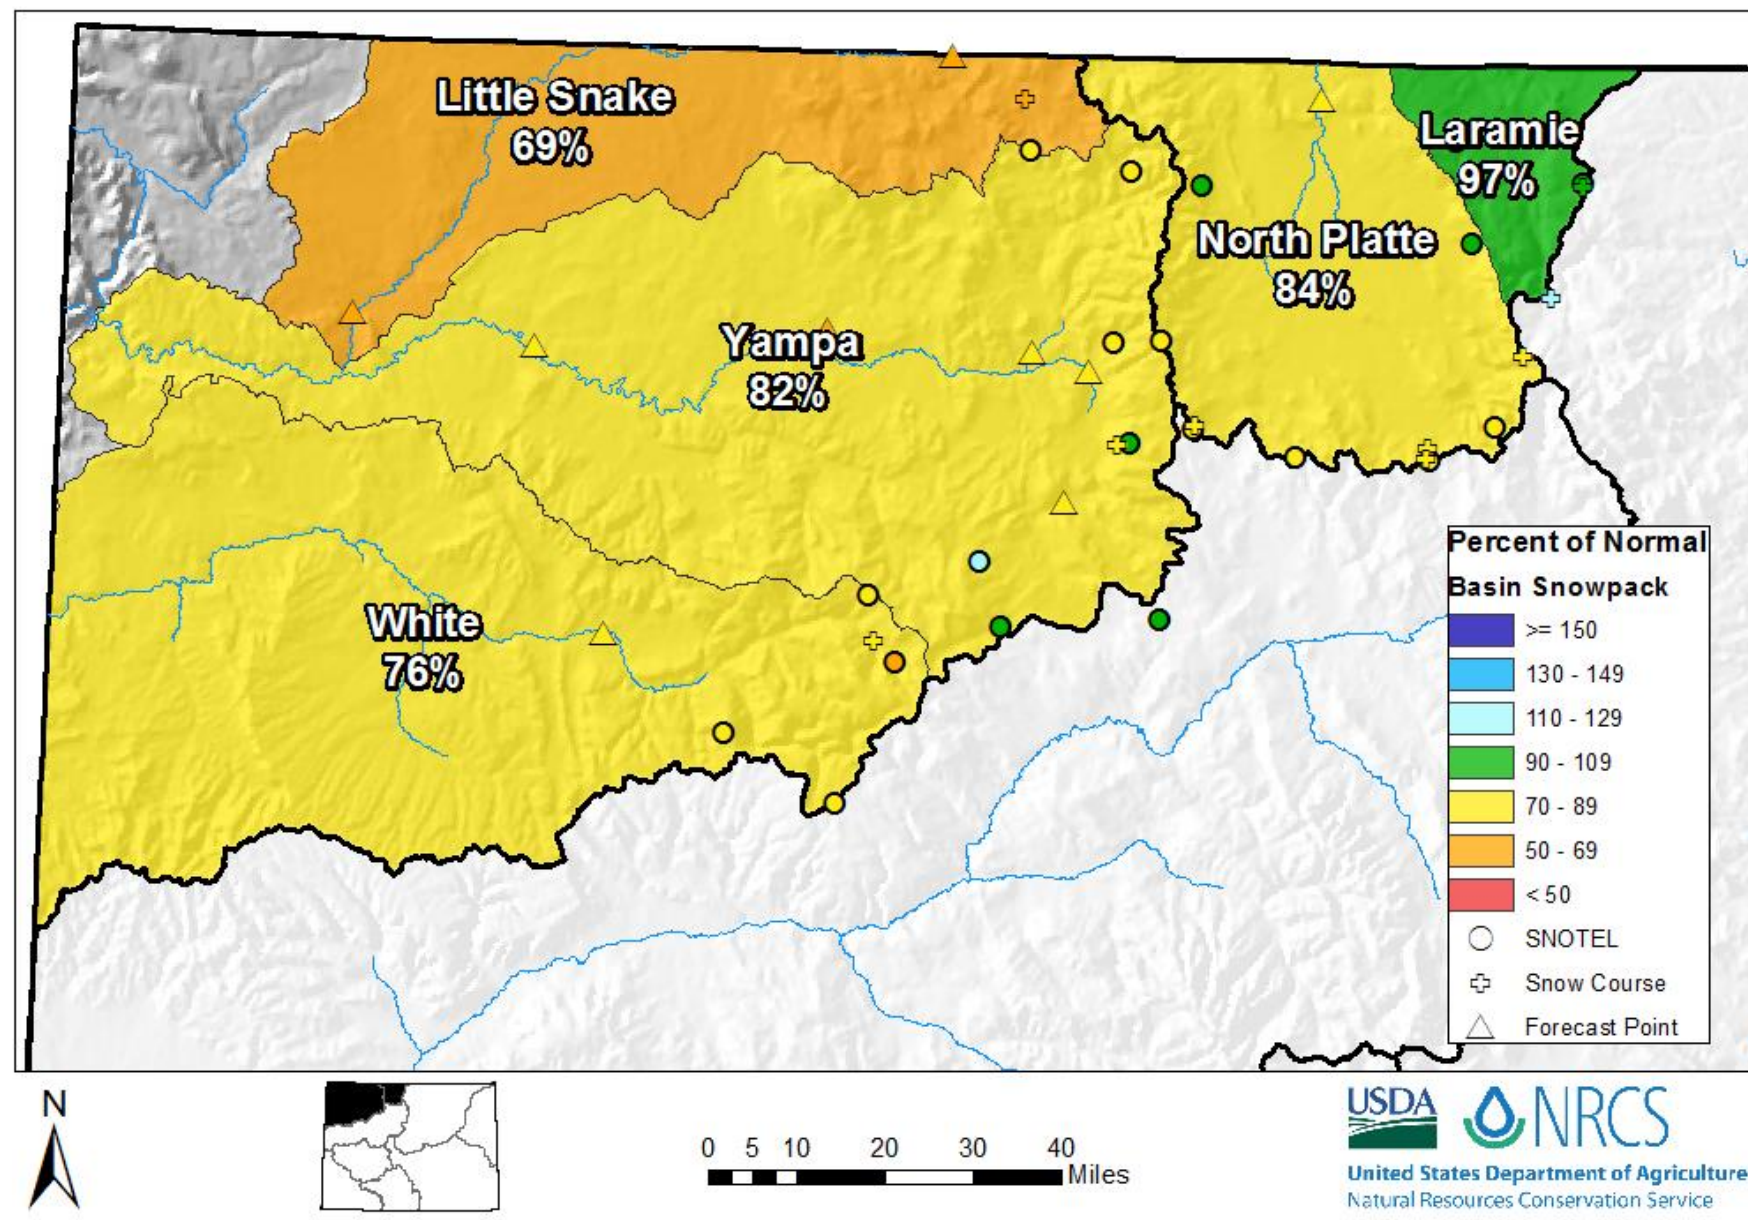 Little Snake
69%
Laramie
97%
North Platte
84%
Yampa
82%
White
76%
Percent of Normal
Basin Snowpack
>= 150
130 - 149
110 - 129
90 - 109
70 - 89
50 - 69
< 50
SNOTEL
Snow Course
Forecast Point
N
0 5 10 20 30 40
Miles
USDA NRCS
United States Department of Agriculture
Natural Resources Conservation Service